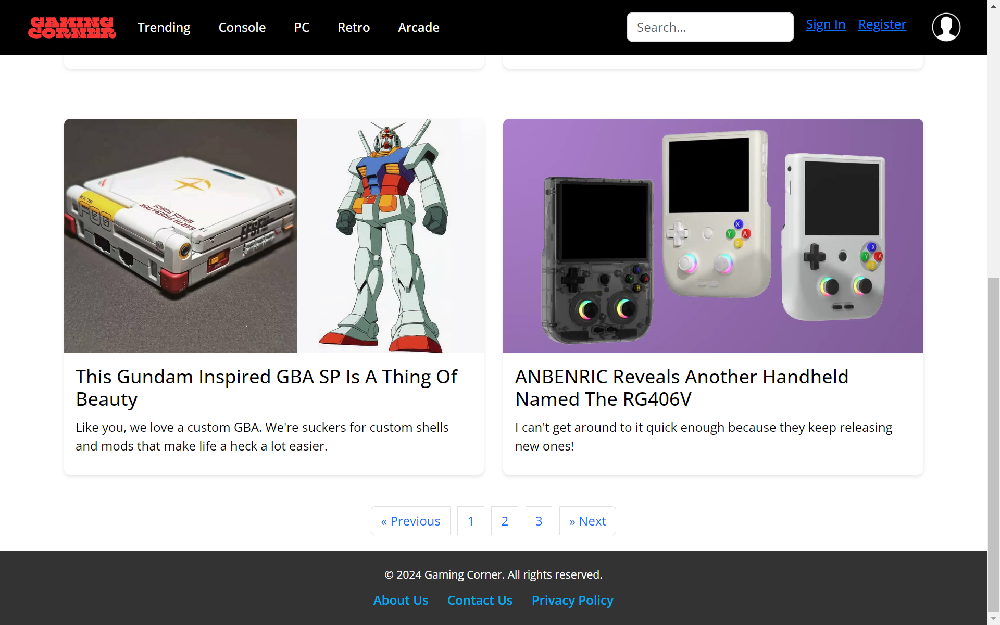 GAMING CORNER
Trending
Console
PC
Retro
Arcade
Search...
Sign In
Register
RX-78
EARTH FEDERATION
SPACE FORCE
EFSF
X
Y
A
B
X
Y
A
B
X
Y
A
B
This Gundam Inspired GBA SP Is A Thing Of
Beauty
Like you, we love a custom GBA. We're suckers for custom shells
and mods that make life a heck a lot easier.
ANBENRIC Reveals Another Handheld
Named The RG406V
I can't get around to it quick enough because they keep releasing
new ones!
« Previous
1
2
3
» Next
© 2024 Gaming Corner. All rights reserved.
About Us
Contact Us
Privacy Policy